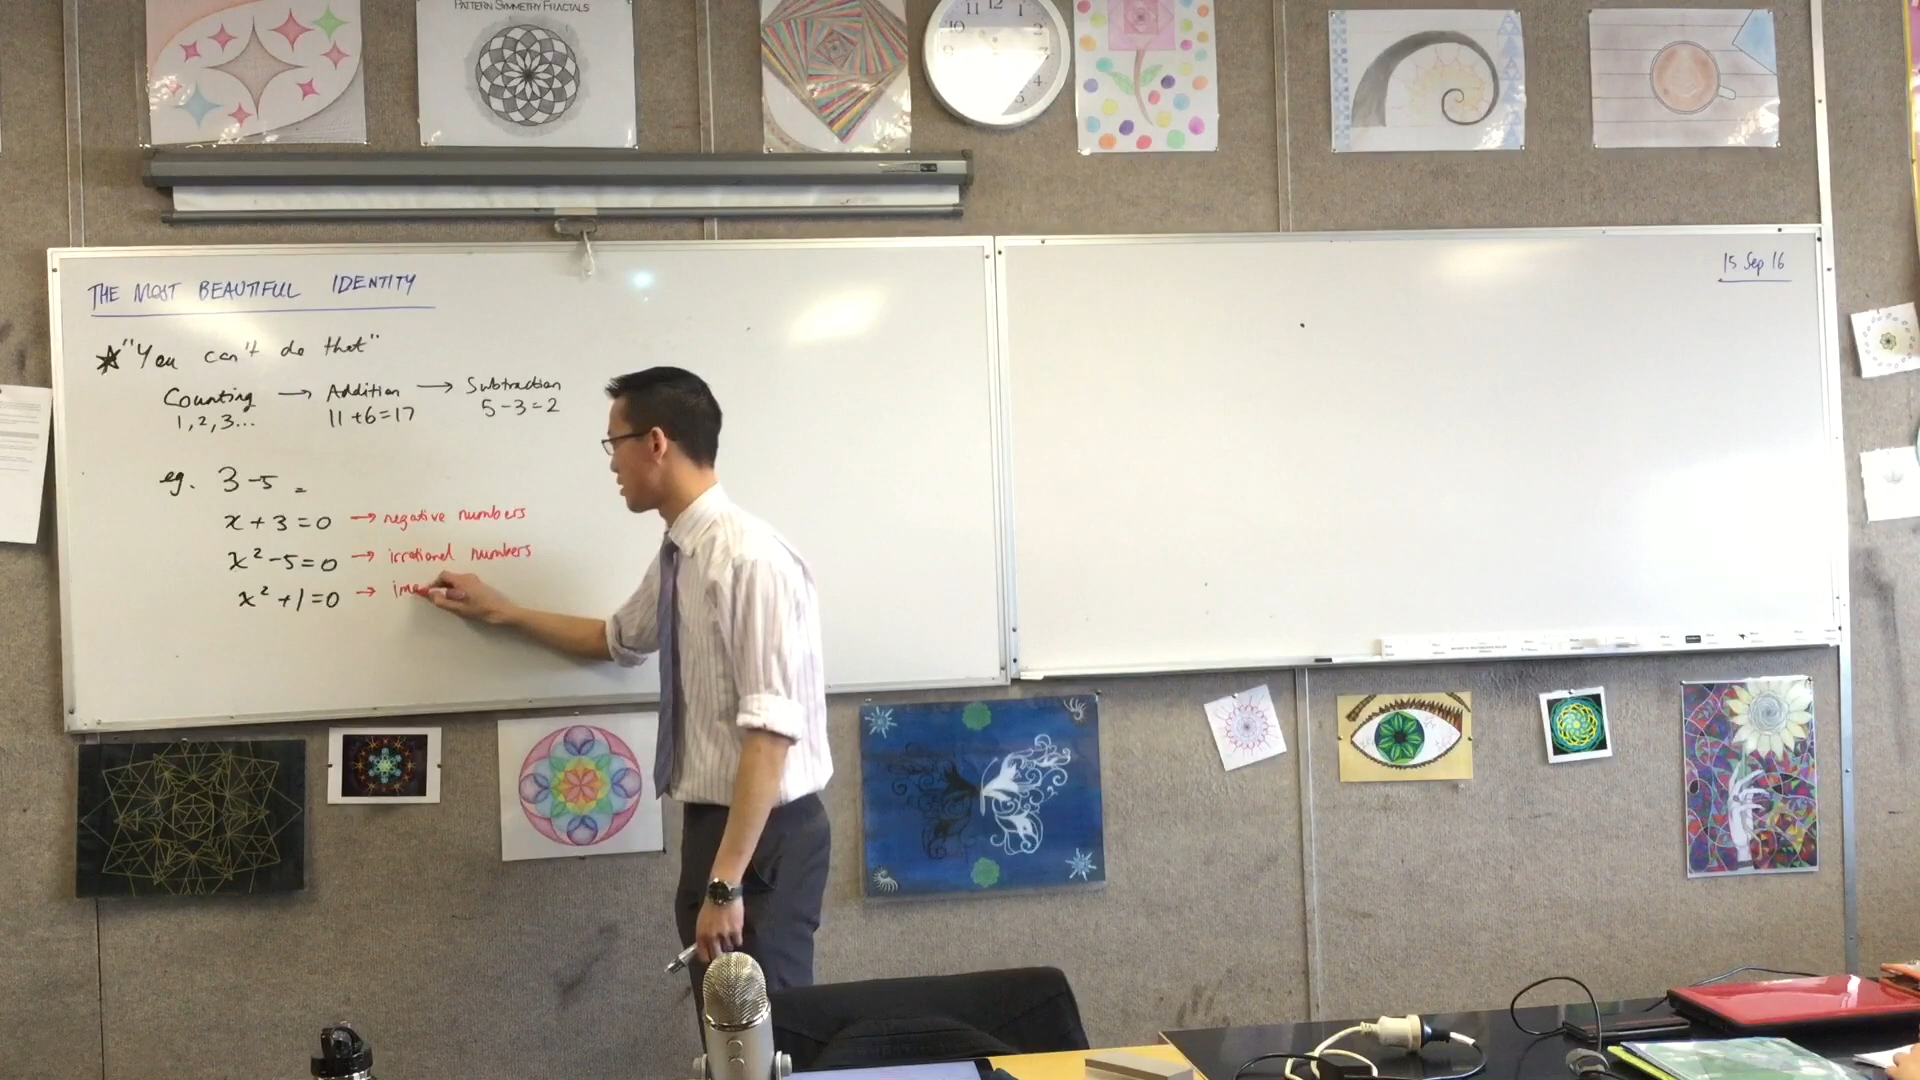 PATTERN SYMMETRY FRACTALS
THE MOST BEAUTIFUL IDENTITY
15 Sep 16
"You can't do that"
Counting → Addition → Subtraction
1, 2, 3... 11+6=17 5-3=2
eg. 3-5 =
x+3=0 → negative numbers
x²-5=0 → irrational numbers
x²+1=0 → ima